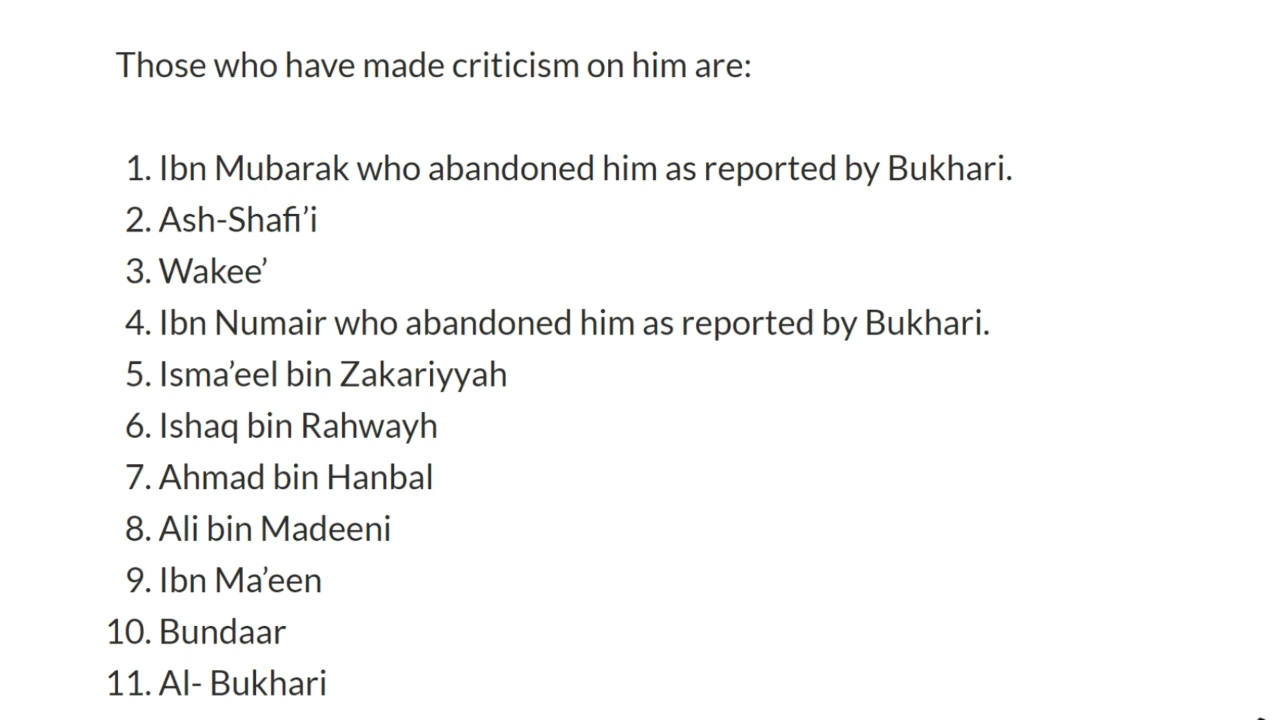 Those who have made criticism on him are:
1. Ibn Mubarak who abandoned him as reported by Bukhari.
2. Ash-Shafi’i
3. Wakee’
4. Ibn Numair who abandoned him as reported by Bukhari.
5. Isma’eel bin Zakariyyah
6. Ishaq bin Rahwayh
7. Ahmad bin Hanbal
8. Ali bin Madeeni
9. Ibn Ma’een
10. Bundaar
11. Al- Bukhari